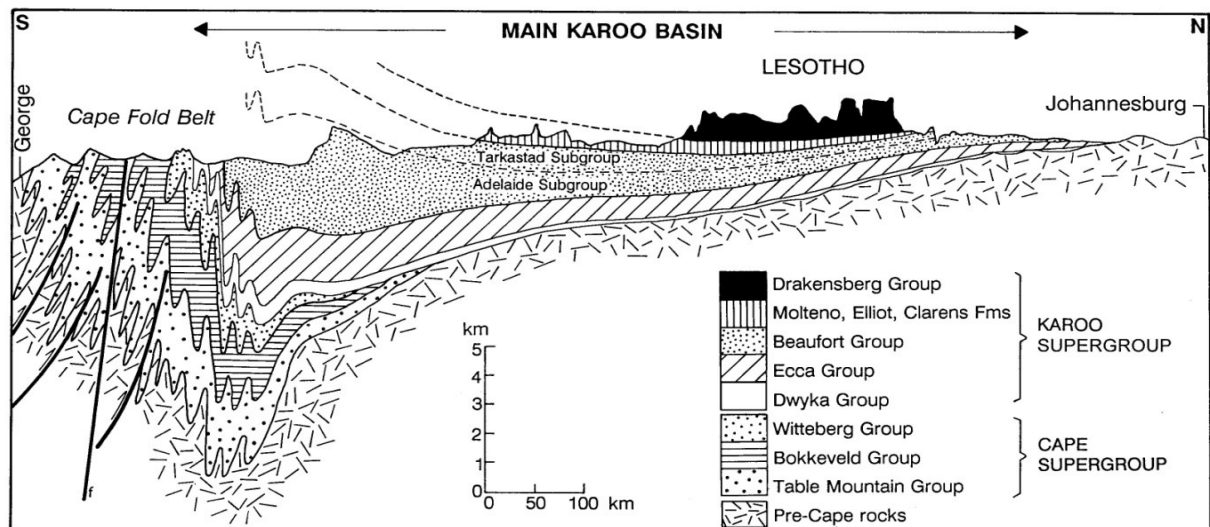 S
MAIN KAROO BASIN
N
LESOTHO
George
Cape Fold Belt
Johannesburg
Tarkastad Subgroup
Adelaide Subgroup
f
km
5
4
3
2
1
0
0 50 100 km
Drakensberg Group
Molteno, Elliot, Clarens Fms
Beaufort Group
Ecca Group
Dwyka Group
KAROO
SUPERGROUP
Witteberg Group
Bokkeveld Group
Table Mountain Group
CAPE
SUPERGROUP
Pre-Cape rocks